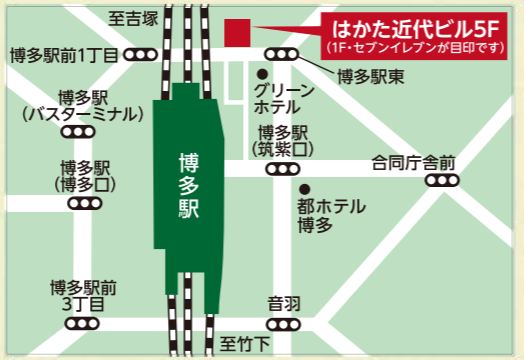 至吉塚
はかた近代ビル5F
(1F・セブンイレブンが目印です)
博多駅前1丁目
博多駅東
グリーン
ホテル
博多駅
(バスターミナル)
博多駅
(筑紫口)
博多駅
(博多口)
博多駅
合同庁舎前
都ホテル
博多
博多駅前
3丁目
音羽
至竹下